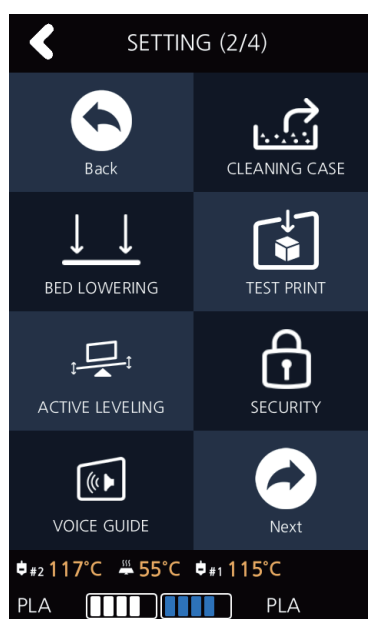 SETTING (2/4)
Back
CLEANING CASE
BED LOWERING
TEST PRINT
ACTIVE LEVELING
SECURITY
VOICE GUIDE
Next
#2 117°C 55°C #1 115°C
PLA PLA